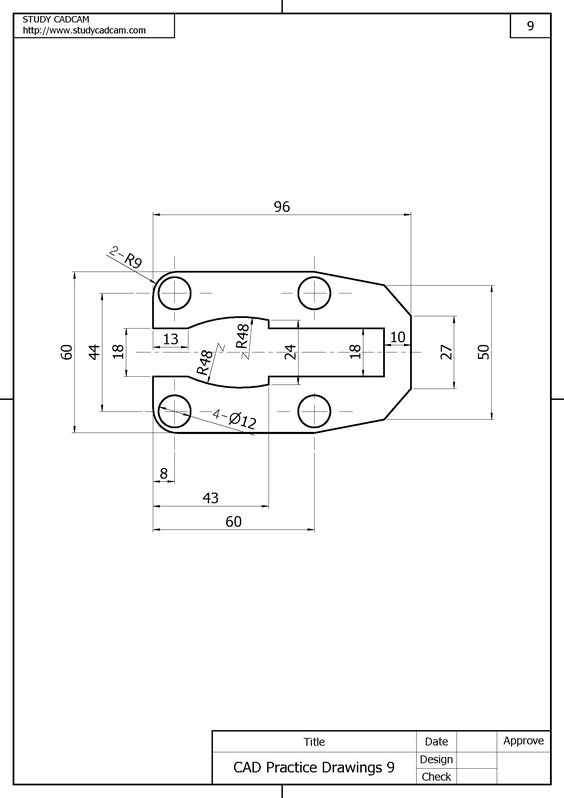 STUDY CADCAM
http://www.studycadcam.com
9
96
2-R9
13
R48
R48
24
18
10
27
50
60
44
18
4-Ø12
8
43
60
Title
Date
Approve
CAD Practice Drawings 9
Design
Check